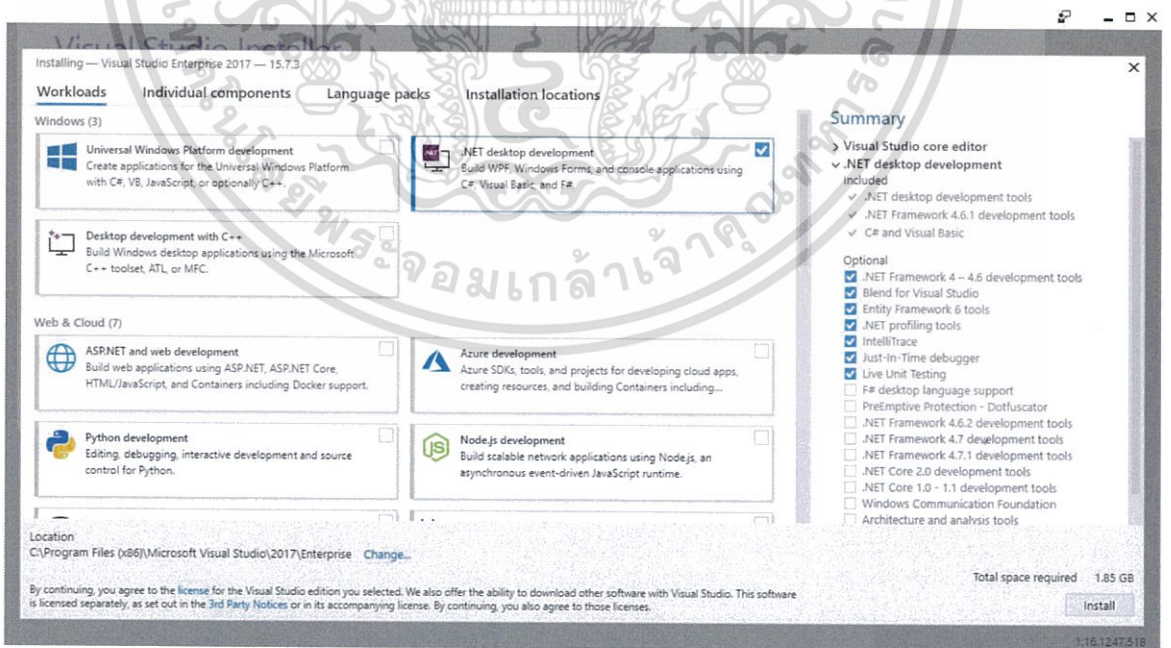 Visual Studio Installer
Installing — Visual Studio Enterprise 2017 — 15.7.3
Workloads
Individual components
Language packs
Installation locations
Windows (3)
Universal Windows Platform development
Create applications for the Universal Windows Platform
with C#, VB, JavaScript, or optionally C++.
.NET desktop development
Build WPF, Windows Forms, and console applications using
C#, Visual Basic, and F#.
Desktop development with C++
Build Windows desktop applications using the Microsoft
C++ toolset, ATL, or MFC.
Web & Cloud (7)
ASP.NET and web development
Build web applications using ASP.NET, ASP.NET Core,
HTML/JavaScript, and Containers including Docker support.
Azure development
Azure SDKs, tools, and projects for developing cloud apps,
creating resources, and building Containers including...
Python development
Editing, debugging, interactive development and source
control for Python.
Node.js development
Build scalable network applications using Node.js, an
asynchronous event-driven JavaScript runtime.
Summary
Visual Studio core editor
.NET desktop development
Included
.NET desktop development tools
.NET Framework 4.6.1 development tools
C# and Visual Basic
Optional
.NET Framework 4 – 4.6 development tools
Blend for Visual Studio
Entity Framework 6 tools
.NET profiling tools
IntelliTrace
Just-In-Time debugger
Live Unit Testing
F# desktop language support
PreEmptive Protection - Dotfuscator
.NET Framework 4.6.2 development tools
.NET Framework 4.7 development tools
.NET Framework 4.7.1 development tools
.NET Core 2.0 development tools
.NET Core 1.0 - 1.1 development tools
Windows Communication Foundation
Architecture and analysis tools
Location
C:\Program Files (x86)\Microsoft Visual Studio\2017\Enterprise Change...
Total space required 1.85 GB
By continuing, you agree to the license for the Visual Studio edition you selected. We also offer the ability to download other software with Visual Studio. This software
is licensed separately, as set out in the 3rd Party Notices or in its accompanying license. By continuing, you also agree to those licenses.
Install
1.16.1247.518
พระจอมเกล้าเจ้าคุณทหาร